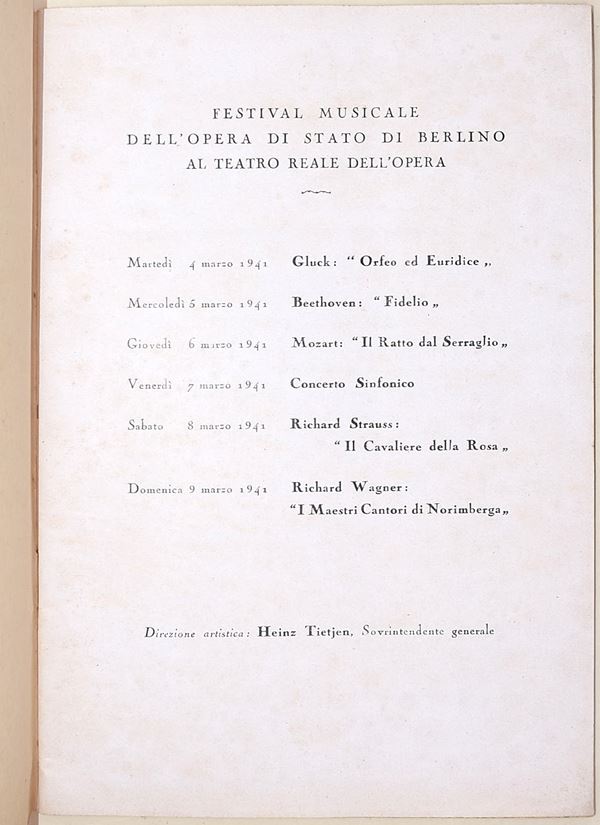 FESTIVAL MUSICALE
DELL'OPERA DI STATO DI BERLINO
AL TEATRO REALE DELL'OPERA
Martedì 4 marzo 1941 Gluck: “ Orfeo ed Euridice „
Mercoledì 5 marzo 1941 Beethoven: “ Fidelio „
Giovedì 6 marzo 1941 Mozart: “ Il Ratto dal Serraglio „
Venerdì 7 marzo 1941 Concerto Sinfonico
Sabato 8 marzo 1941 Richard Strauss:
“ Il Cavaliere della Rosa „
Domenica 9 marzo 1941 Richard Wagner:
“I Maestri Cantori di Norimberga„
Direzione artistica: Heinz Tietjen, Sovrintendente generale